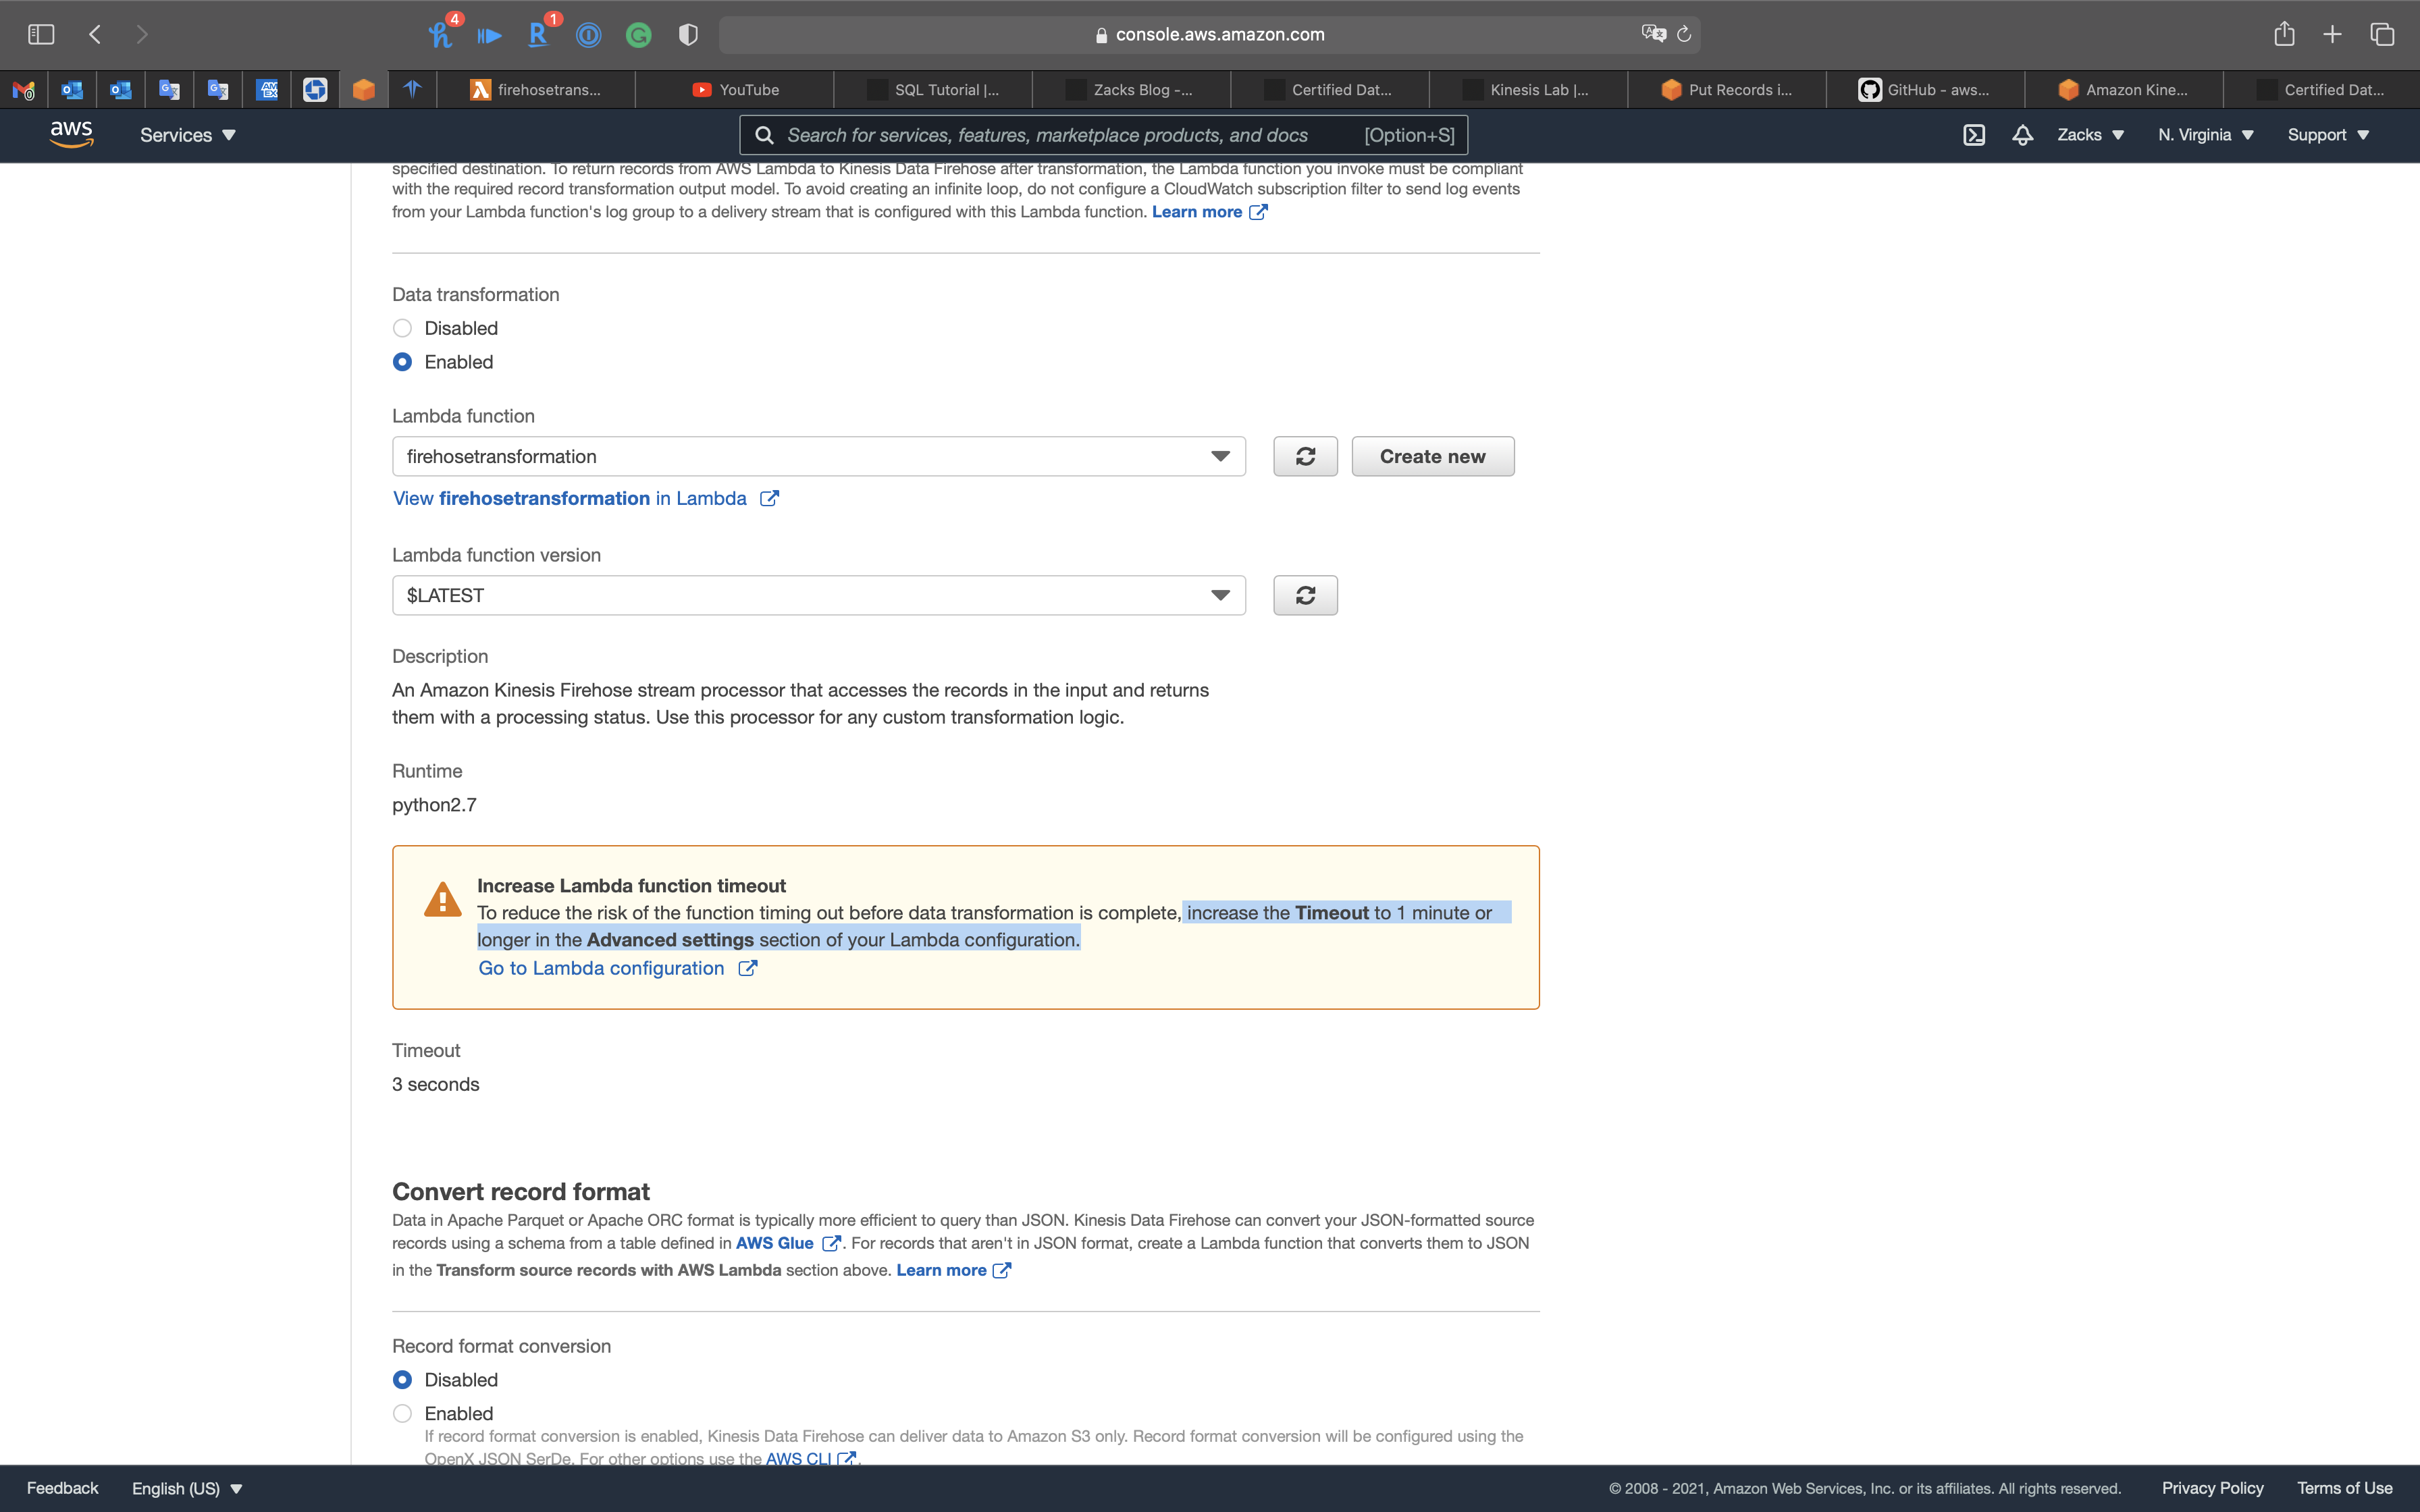 4
1
console.aws.amazon.com
firehosetrans...
YouTube
SQL Tutorial |...
Zacks Blog -...
Certified Dat...
Kinesis Lab |...
Put Records i...
GitHub - aws...
Amazon Kine...
Certified Dat...
aws
Services
Search for services, features, marketplace products, and docs
[Option+S]
Zacks
N. Virginia
Support
specified destination. To return records from AWS Lambda to Kinesis Data Firehose after transformation, the Lambda function you invoke must be compliant
with the required record transformation output model. To avoid creating an infinite loop, do not configure a CloudWatch subscription filter to send log events
from your Lambda function's log group to a delivery stream that is configured with this Lambda function. Learn more
Data transformation
Disabled
Enabled
Lambda function
firehosetransformation
Create new
View firehosetransformation in Lambda
Lambda function version
$LATEST
Description
An Amazon Kinesis Firehose stream processor that accesses the records in the input and returns
them with a processing status. Use this processor for any custom transformation logic.
Runtime
python2.7
Increase Lambda function timeout
To reduce the risk of the function timing out before data transformation is complete, increase the Timeout to 1 minute or
longer in the Advanced settings section of your Lambda configuration.
Go to Lambda configuration
Timeout
3 seconds
Convert record format
Data in Apache Parquet or Apache ORC format is typically more efficient to query than JSON. Kinesis Data Firehose can convert your JSON-formatted source
records using a schema from a table defined in AWS Glue . For records that aren't in JSON format, create a Lambda function that converts them to JSON
in the Transform source records with AWS Lambda section above. Learn more
Record format conversion
Disabled
Enabled
If record format conversion is enabled, Kinesis Data Firehose can deliver data to Amazon S3 only. Record format conversion will be configured using the
OpenX JSON SerDe. For other options use the AWS CLI .
Feedback
English (US)
© 2008 - 2021, Amazon Web Services, Inc. or its affiliates. All rights reserved.
Privacy Policy
Terms of Use